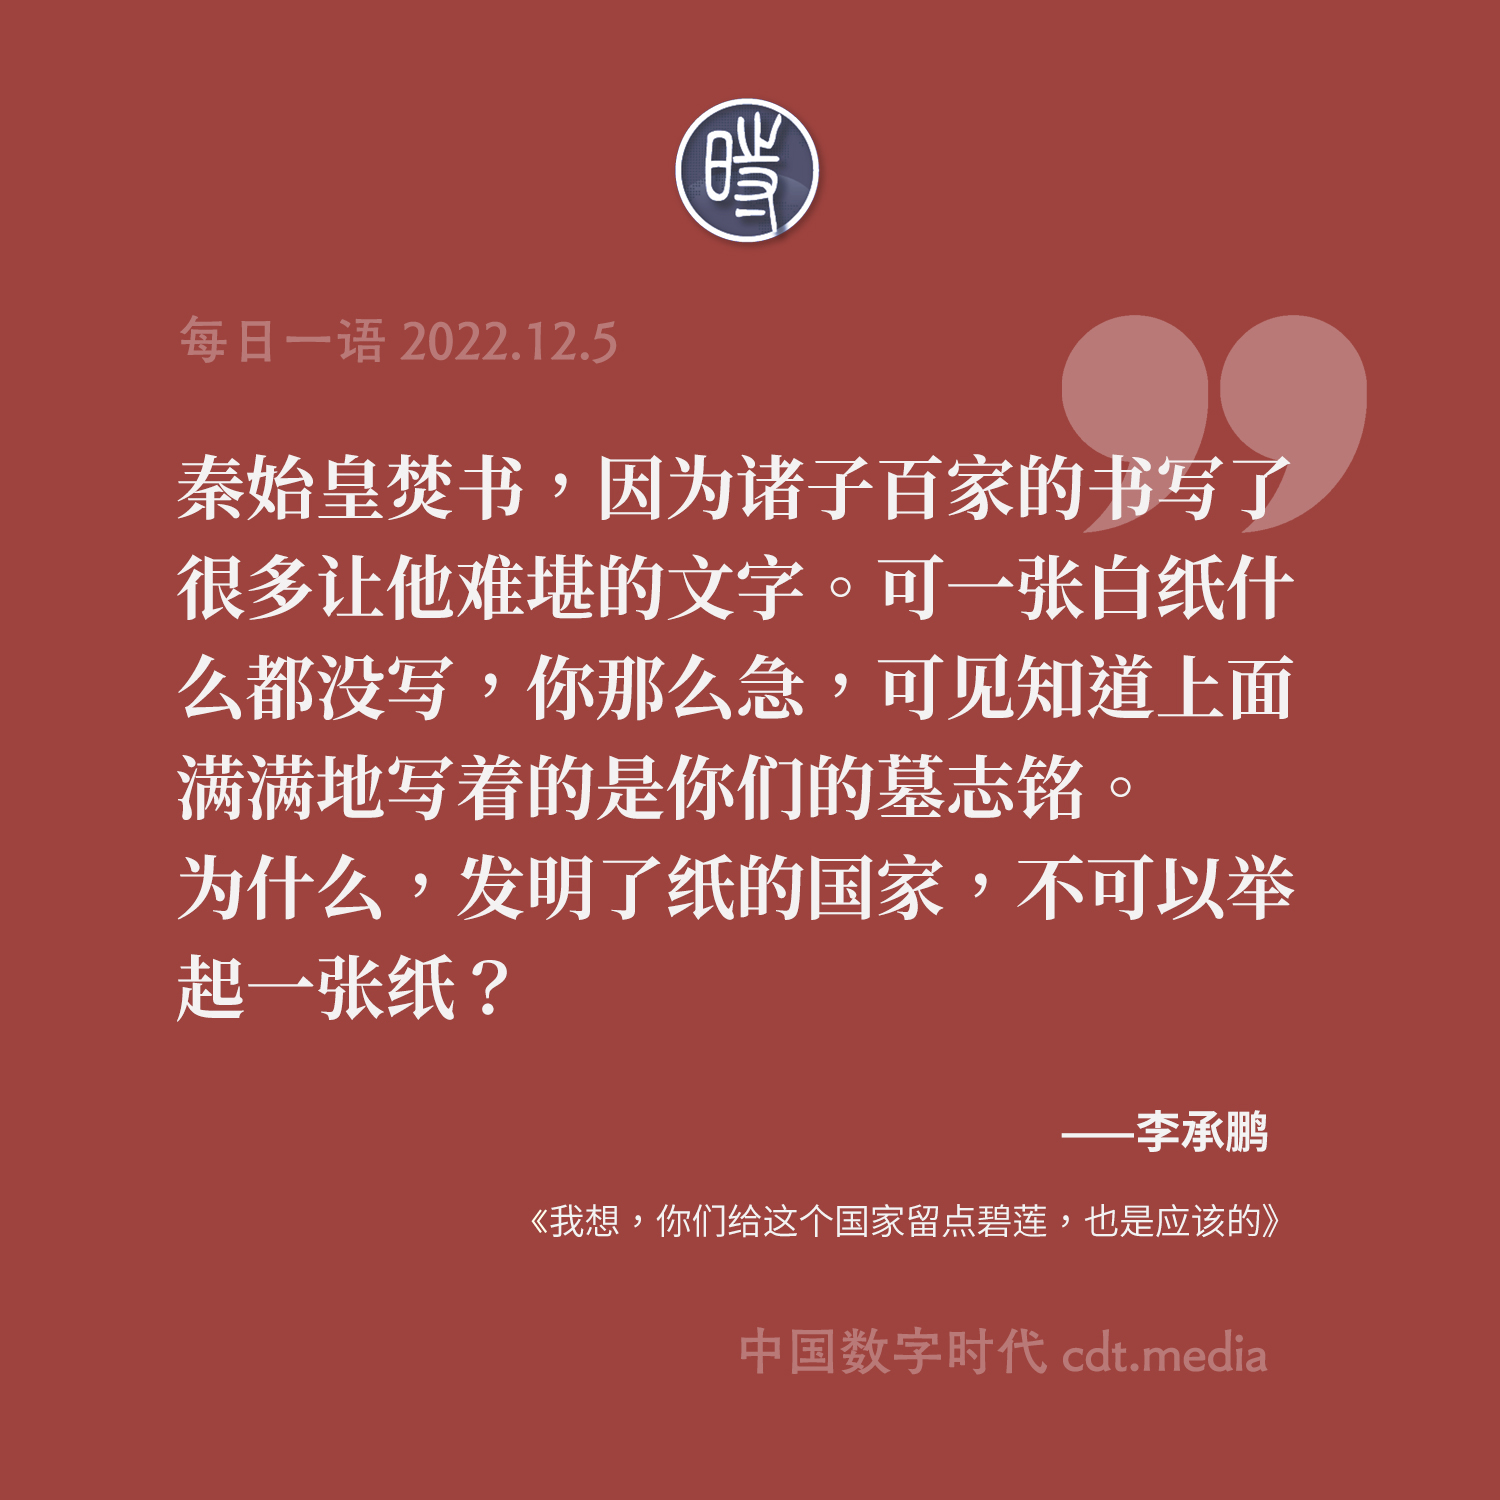 時
每日一语 2022.12.5
秦始皇焚书，因为诸子百家的书写了
很多让他难堪的文字。可一张白纸什
么都没写，你那么急，可见知道上面
满满地写着的是你们的墓志铭。
为什么，发明了纸的国家，不可以举
起一张纸？
——李承鹏
《我想，你们给这个国家留点碧莲，也是应该的》
中国数字时代 cdt.media